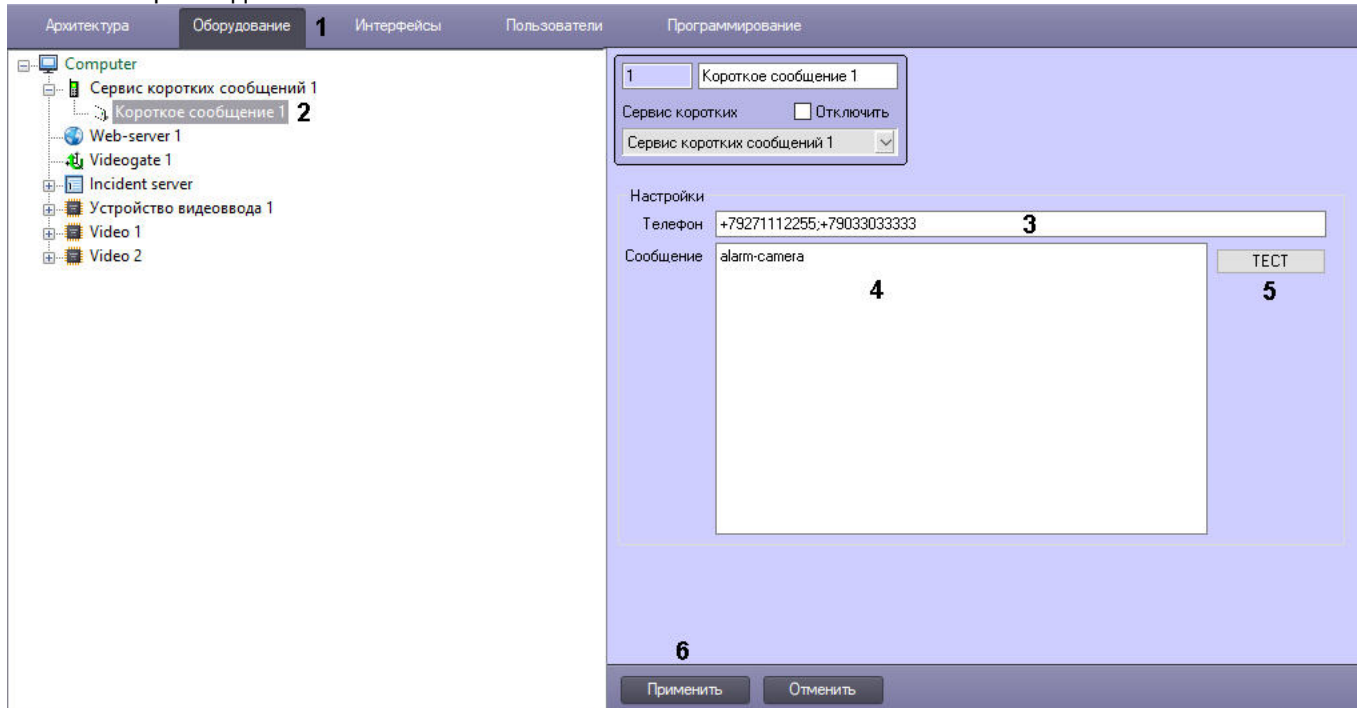 Архитектура Оборудование 1 Интерфейсы Пользователи Программирование
Computer
Сервис коротких сообщений 1
Короткое сообщение 1 2
Web-server 1
Videogate 1
Incident server
Устройство видеоввода 1
Video 1
Video 2
1 Короткое сообщение 1
Сервис коротких Отключить
Сервис коротких сообщений 1
Настройки
Телефон +79271112255;+79033033333 3
Сообщение alarm-camera ТЕСТ
4 5
6
Применить Отменить